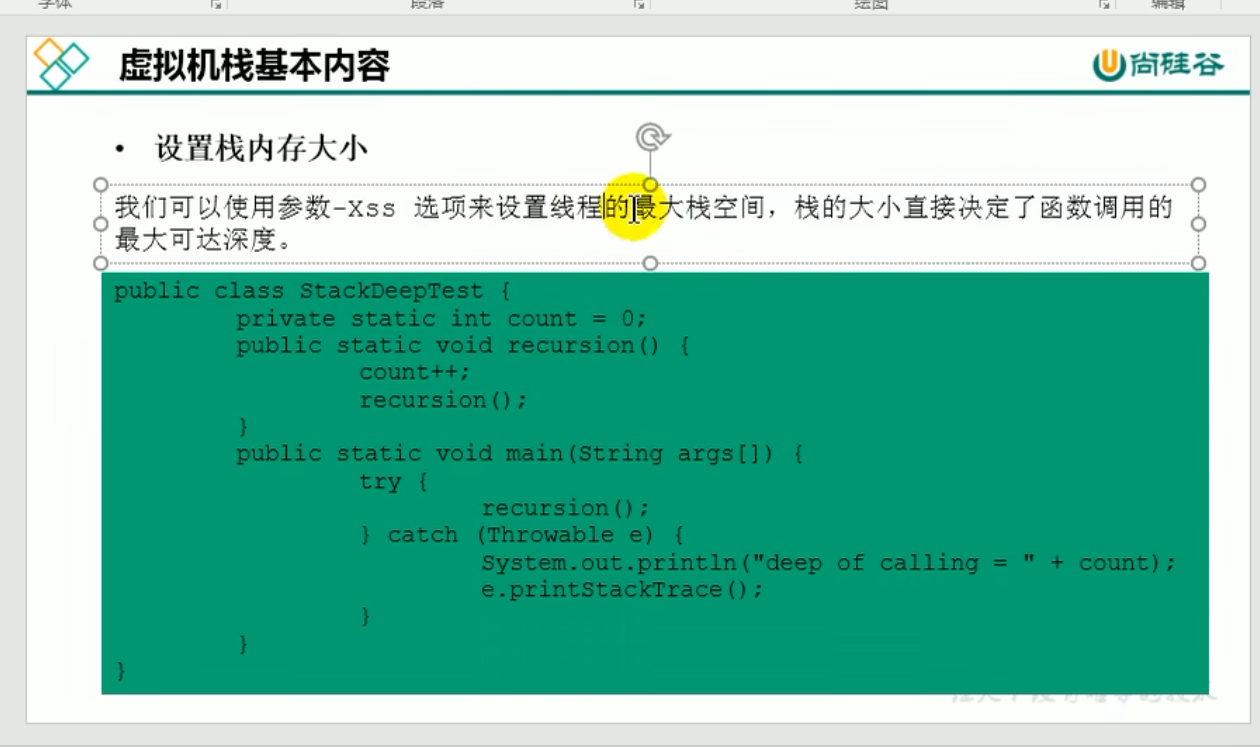 字体
段落
绘图
编辑
虚拟机栈基本内容
尚硅谷
• 设置栈内存大小
我们可以使用参数-Xss 选项来设置线程的最大栈空间，栈的大小直接决定了函数调用的
最大可达深度。
public class StackDeepTest {
private static int count = 0;
public static void recursion() {
count++;
recursion();
}
public static void main(String args[]) {
try {
recursion();
} catch (Throwable e) {
System.out.println("deep of calling = " + count);
e.printStackTrace();
}
}
}